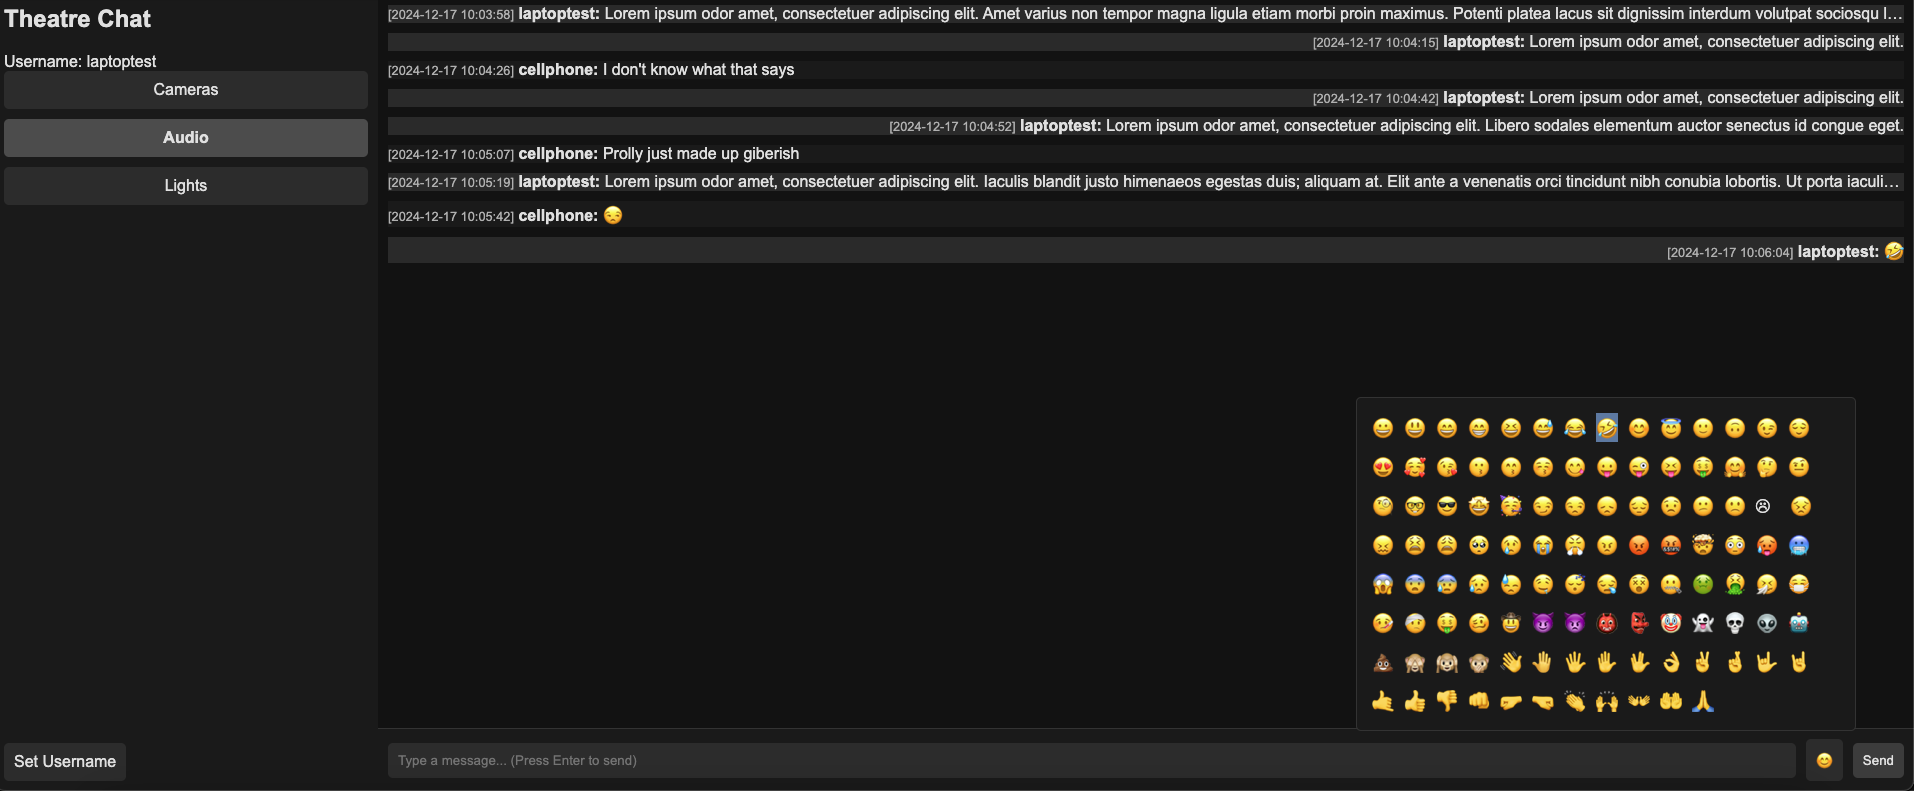 Theatre Chat
Username: laptoptest
Cameras
Audio
Lights
Set Username
[2024-12-17 10:03:58] laptoptest: Lorem ipsum odor amet, consectetuer adipiscing elit. Amet varius non tempor magna ligula etiam morbi proin maximus. Potenti platea lacus sit dignissim interdum volutpat sociosqu l…
[2024-12-17 10:04:15] laptoptest: Lorem ipsum odor amet, consectetuer adipiscing elit.
[2024-12-17 10:04:26] cellphone: I don't know what that says
[2024-12-17 10:04:42] laptoptest: Lorem ipsum odor amet, consectetuer adipiscing elit.
[2024-12-17 10:04:52] laptoptest: Lorem ipsum odor amet, consectetuer adipiscing elit. Libero sodales elementum auctor senectus id congue eget.
[2024-12-17 10:05:07] cellphone: Prolly just made up giberish
[2024-12-17 10:05:19] laptoptest: Lorem ipsum odor amet, consectetuer adipiscing elit. Iaculis blandit justo himenaeos egestas duis; aliquam at. Elit ante a venenatis orci tincidunt nibh conubia lobortis. Ut porta iaculi…
[2024-12-17 10:05:42] cellphone: 😒
[2024-12-17 10:06:04] laptoptest: 🤣
Type a message... (Press Enter to send)
Send